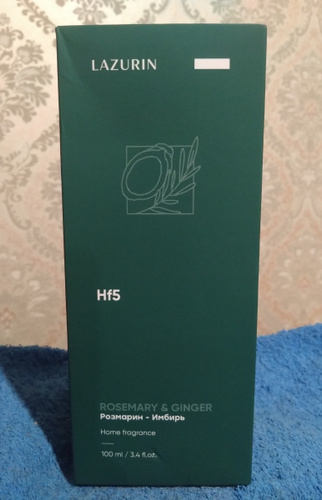 LAZURIN
Hf5
ROSEMARY & GINGER
Розмарин - Имбирь
Home fragrance
100 ml / 3.4 fl.oz.